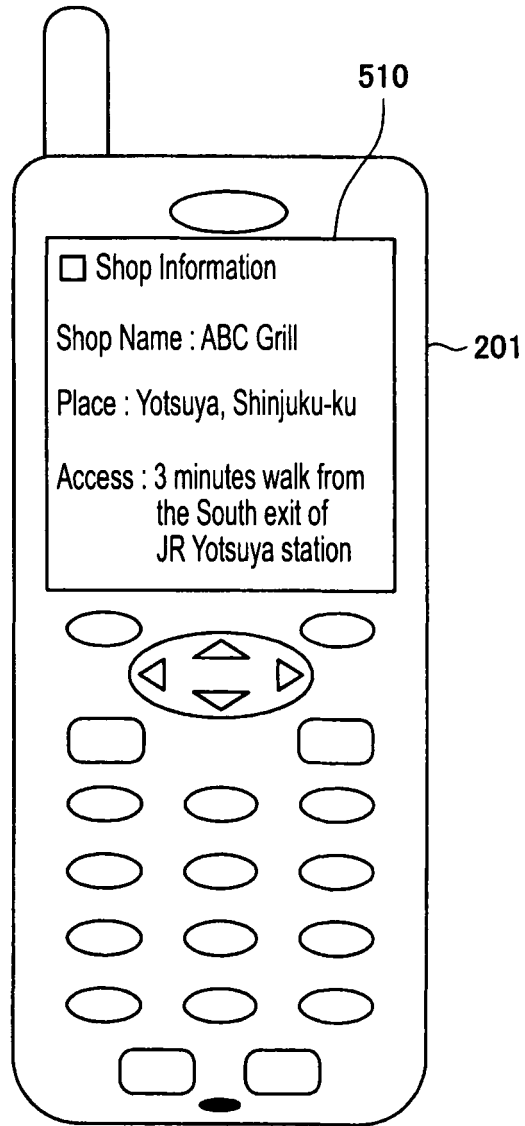 510
□ Shop Information
Shop Name : ABC Grill
201
Place : Yotsuya, Shinjuku-ku
Access : 3 minutes walk from
the South exit of
JR Yotsuya station